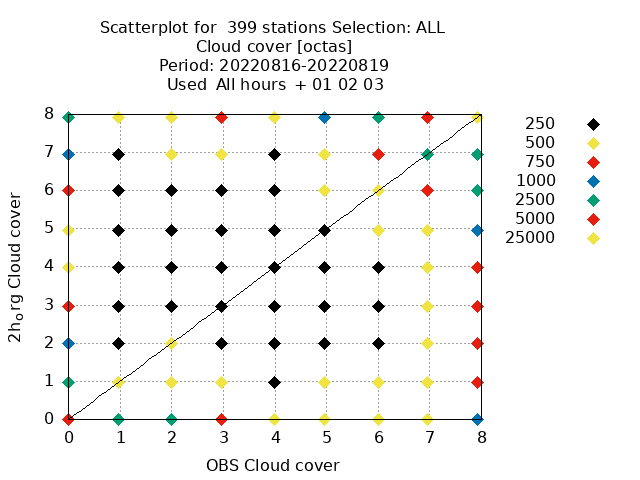 Scatterplot for 399 stations Selection: ALL
Cloud cover [octas]
Period: 20220816-20220819
Used All hours + 01 02 03
8
7
6
5
4
3
2
1
0
0 1 2 3 4 5 6 7 8
2horg Cloud cover
OBS Cloud cover
250
500
750
1000
2500
5000
25000